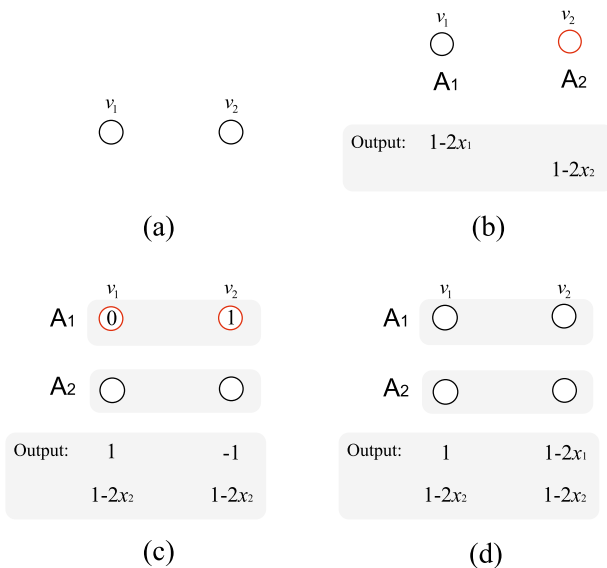 v₁ v₂
(a)
v₁ v₂
A₁ A₂
Output: 1-2x₁
1-2x₂
(b)
v₁ v₂
A₁ 0 1
A₂
Output: 1 -1
1-2x₂ 1-2x₂
(c)
v₁ v₂
A₁
A₂
Output: 1 1-2x₁
1-2x₂ 1-2x₂
(d)